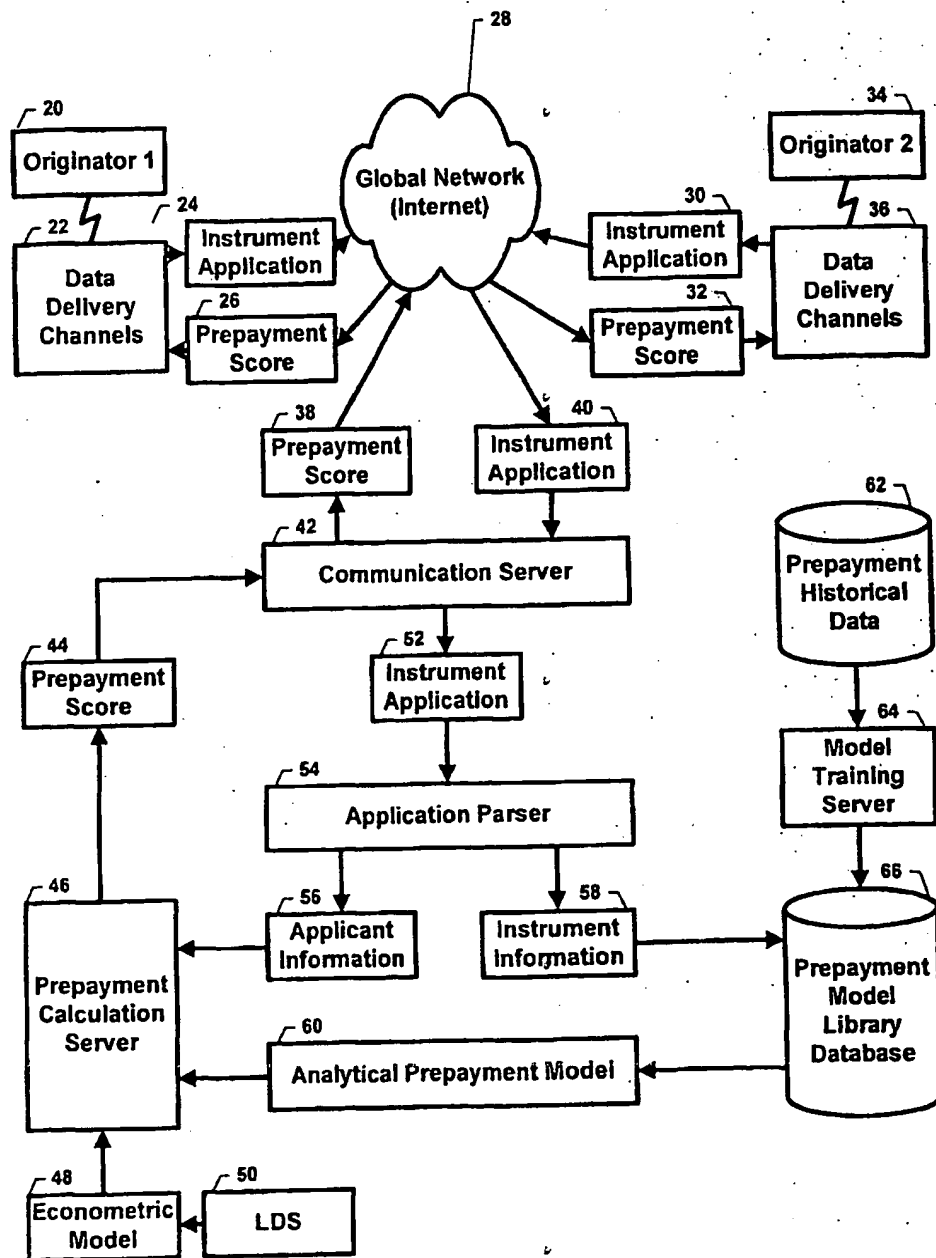 28
20
34
Originator 1
Originator 2
Global Network
(Internet)
24
30
22
36
Instrument
Application
Instrument
Application
Data
Delivery
Channels
Data
Delivery
Channels
26
32
Prepayment
Score
Prepayment
Score
38
40
Prepayment
Score
Instrument
Application
62
42
Communication Server
Prepayment
Historical
Data
44
52
Prepayment
Score
Instrument
Application
64
Model
Training
Server
54
Application Parser
46
56
58
66
Applicant
Information
Instrument
Information
Prepayment
Calculation
Server
Prepayment
Model
Library
Database
60
Analytical Prepayment Model
48
50
Econometric
Model
LDS